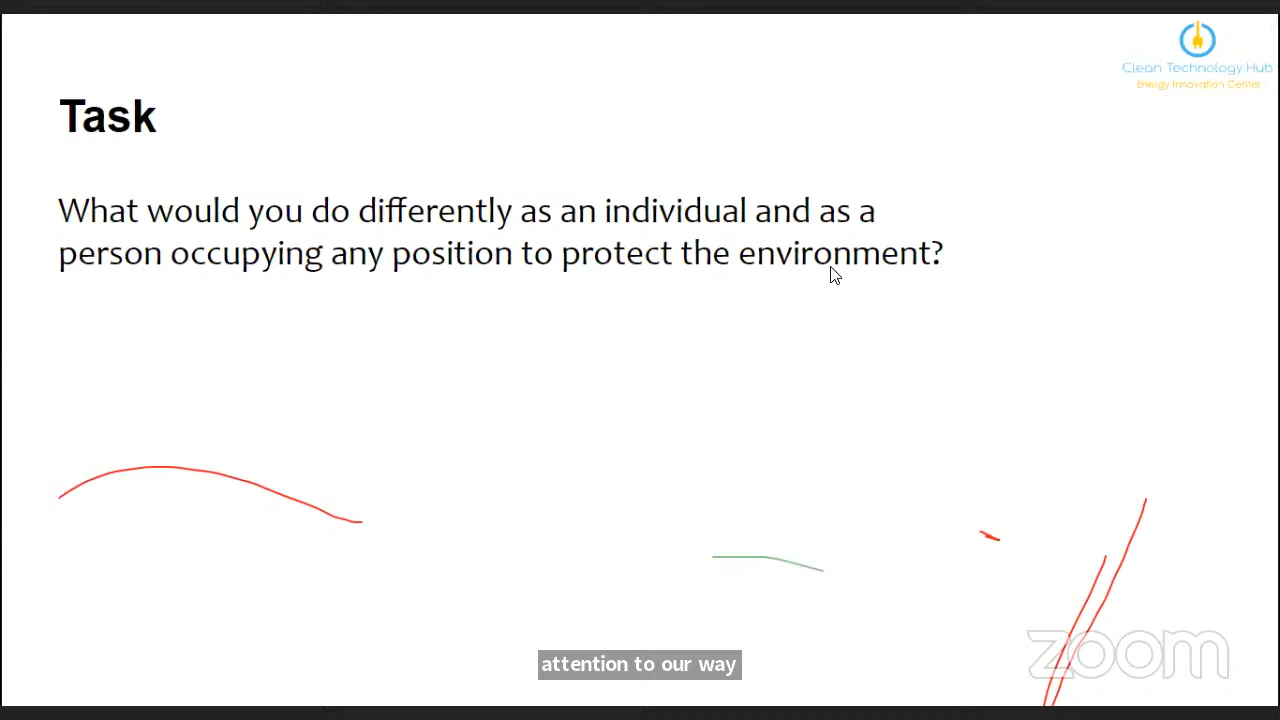 Clean Technology Hub
Energy Innovation Center
Task
What would you do differently as an individual and as a
person occupying any position to protect the environment?
zoom
attention to our way